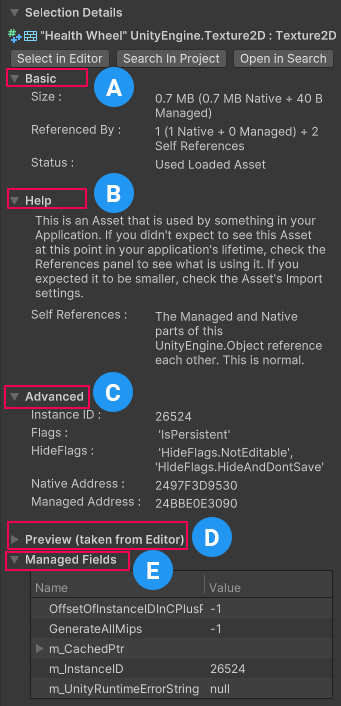 Selection Details
"Health Wheel" UnityEngine.Texture2D : Texture2D
Select in Editor Search In Project Open in Search
Basic
A
Size : 0.7 MB (0.7 MB Native + 40 B
Managed)
Referenced By : 1 (1 Native + 0 Managed) + 2
Self References
Status : Used Loaded Asset
B
Help
This is an Asset that is used by something in your
Application. If you didn't expect to see this Asset
at this point in your application's lifetime, check the
References panel to see what is using it. If you
expected it to be smaller, check the Asset's Import
settings.
Self References : The Managed and Native
parts of this
UnityEngine.Object reference
each other. This is normal.
Advanced
C
Instance ID : 26524
Flags : 'IsPersistent'
HideFlags : 'HideFlags.NotEditable',
'HideFlags.HideAndDontSave'
Native Address : 2497F3D9530
Managed Address : 24BBE0E3090
Preview (taken from Editor)
D
Managed Fields
E
Name Value
OffsetOfInstanceIDInCPlusP -1
GenerateAllMips -1
m_CachedPtr
m_InstanceID 26524
m_UnityRuntimeErrorString null